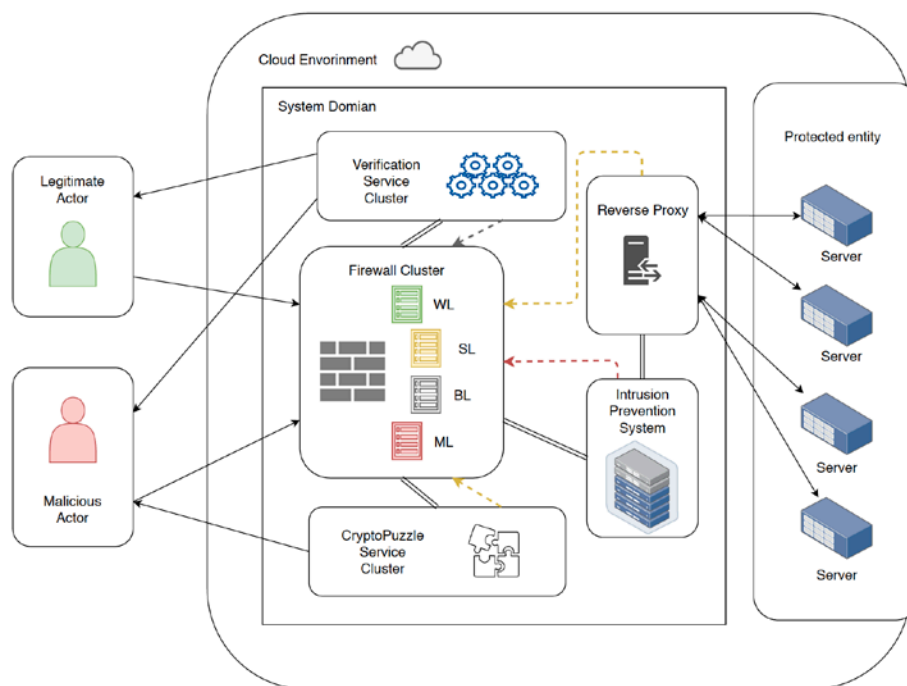 Cloud Envorinment
System Domian
Protected entity
Legitimate
Actor
Verification
Service
Cluster
Reverse Proxy
Server
Firewall Cluster
WL
SL
BL
ML
Server
Malicious
Actor
Intrusion
Prevention
System
Server
CryptoPuzzle
Service
Cluster
Server